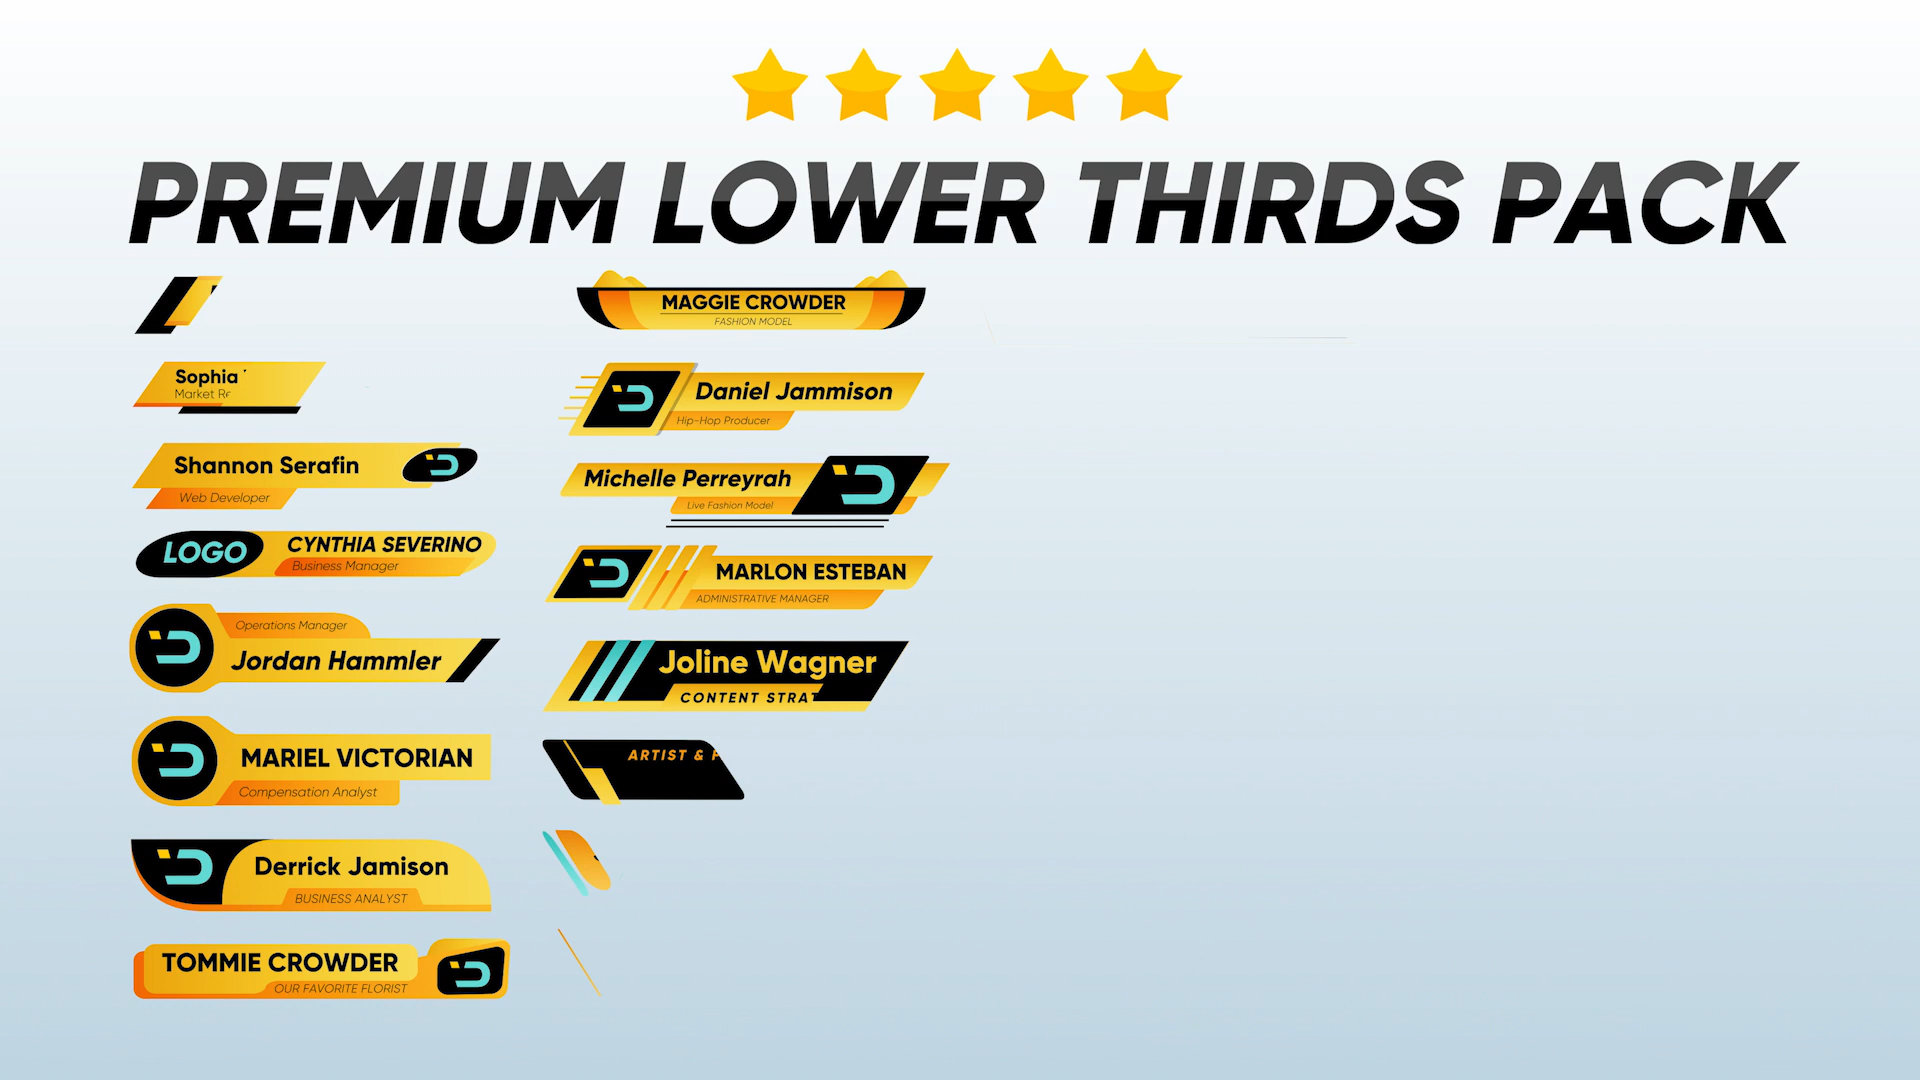 PREMIUM LOWER THIRDS PACK
Sophia
Market
Shannon Serafin
Web Developer
LOGO
CYNTHIA SEVERINO
Business Manager
Operations Manager
Jordan Hammler
MARIEL VICTORIAN
Compensation Analyst
Derrick Jamison
BUSINESS ANALYST
TOMMIE CROWDER
OUR FAVORITE FLORIST
MAGGIE CROWDER
FASHION MODEL
Daniel Jammison
Hip-Hop Producer
Michelle Perreyrah
Live Fashion Model
MARLON ESTEBAN
ADMINISTRATIVE MANAGER
Joline Wagner
CONTENT STRAT
ARTIST &